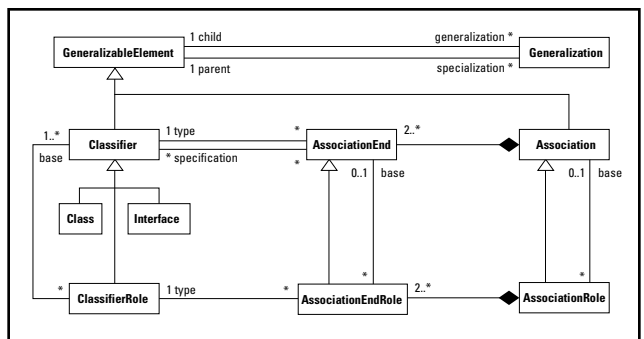 1 child generalization *
GeneralizableElement Generalization
1 parent specialization *
1..* 1 type * 2..*
Classifier AssociationEnd Association
base * specification * 0..1 base 0..1 base
Class Interface
* 1 type * * 2..* *
ClassifierRole AssociationEndRole AssociationRole